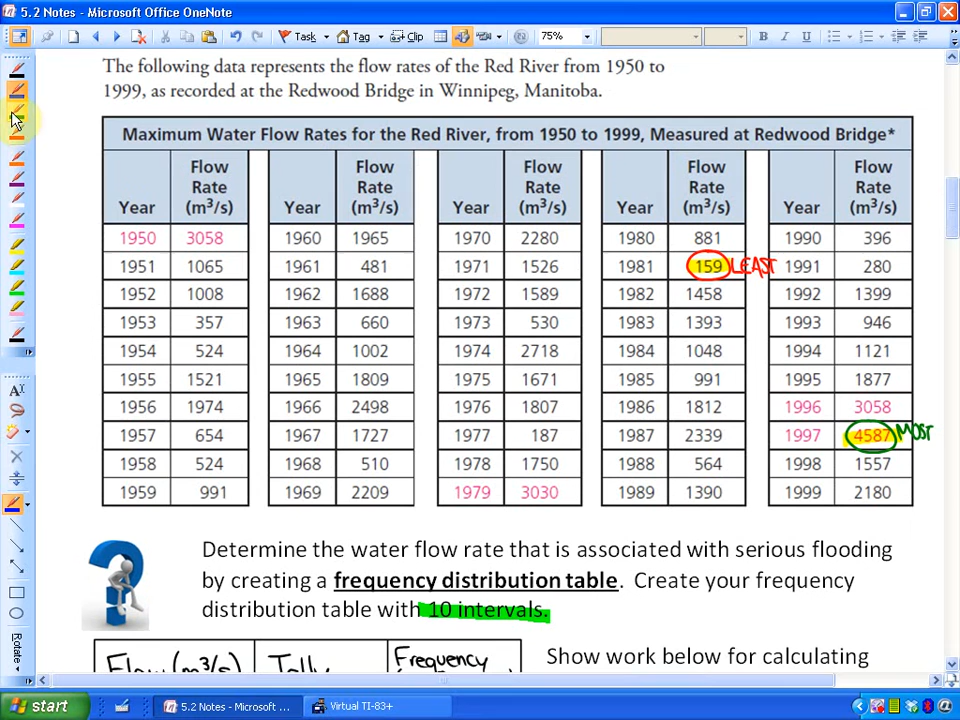 5.2 Notes - Microsoft Office OneNote
Task Tag Clip 75% B I U
The following data represents the flow rates of the Red River from 1950 to
1999, as recorded at the Redwood Bridge in Winnipeg, Manitoba.
Maximum Water Flow Rates for the Red River, from 1950 to 1999, Measured at Redwood Bridge*
Flow Flow Flow Flow Flow
Rate Rate Rate Rate Rate
Year (m³/s) Year (m³/s) Year (m³/s) Year (m³/s) Year (m³/s)
1950 3058 1960 1965 1970 2280 1980 881 1990 396
1951 1065 1961 481 1971 1526 1981 159 LEAST 1991 280
1952 1008 1962 1688 1972 1589 1982 1458 1992 1399
1953 357 1963 660 1973 530 1983 1393 1993 946
1954 524 1964 1002 1974 2718 1984 1048 1994 1121
1955 1521 1965 1809 1975 1671 1985 991 1995 1877
1956 1974 1966 2498 1976 1807 1986 1812 1996 3058
1957 654 1967 1727 1977 187 1987 2339 1997 4587 MOST
1958 524 1968 510 1978 1750 1988 564 1998 1557
1959 991 1969 2209 1979 3030 1989 1390 1999 2180
Determine the water flow rate that is associated with serious flooding
by creating a frequency distribution table. Create your frequency
distribution table with 10 intervals.
Flow (m³/s) Tally Frequency
Show work below for calculating
Rotate
start 5.2 Notes - Microso... Virtual TI-83+